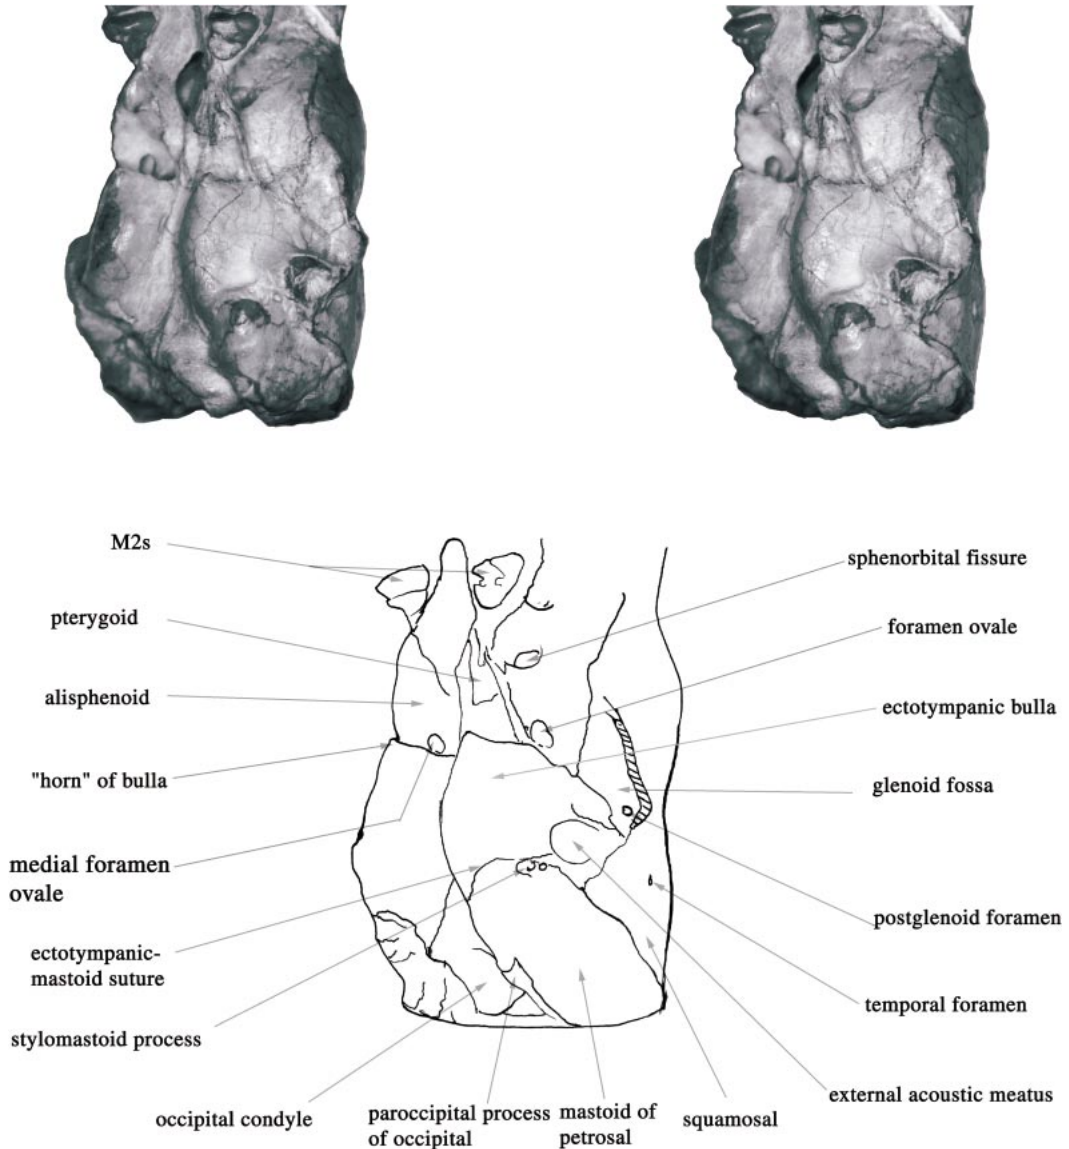 M2s
pterygoid
alisphenoid
"horn" of bulla
medial foramen
ovale
ectotympanic-
mastoid suture
stylomastoid process
occipital condyle
paroccipital process
of occipital
mastoid of
petrosal
squamosal
sphenorbital fissure
foramen ovale
ectotympanic bulla
glenoid fossa
postglenoid foramen
temporal foramen
external acoustic meatus